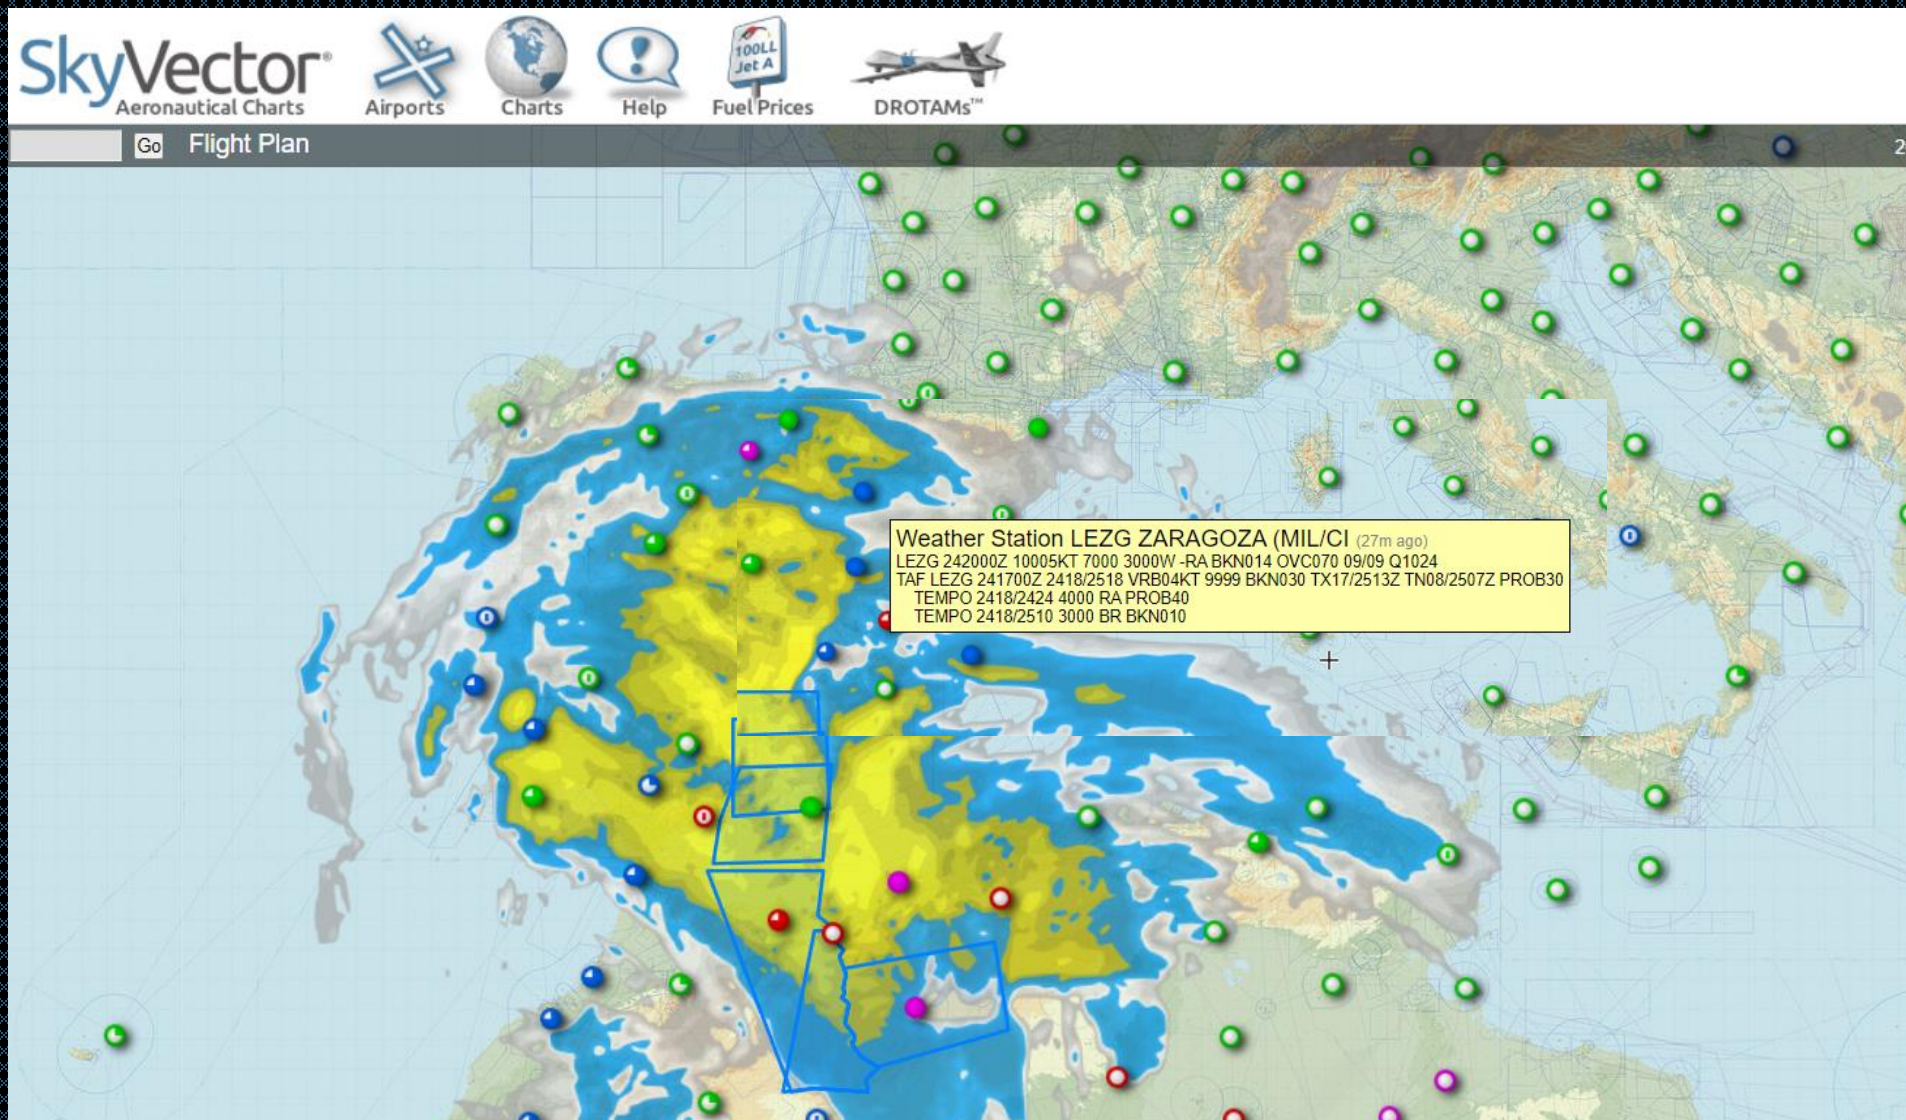 SkyVector®
Aeronautical Charts
Airports
Charts
Help
100LL
Jet A
Fuel Prices
DROTAMs™
Go
Flight Plan
2
Weather Station LEZG ZARAGOZA (MIL/CI (27m ago)
LEZG 242000Z 10005KT 7000 3000W -RA BKN014 OVC070 09/09 Q1024
TAF LEZG 241700Z 2418/2518 VRB04KT 9999 BKN030 TX17/2513Z TN08/2507Z PROB30
TEMPO 2418/2424 4000 RA PROB40
TEMPO 2418/2510 3000 BR BKN010